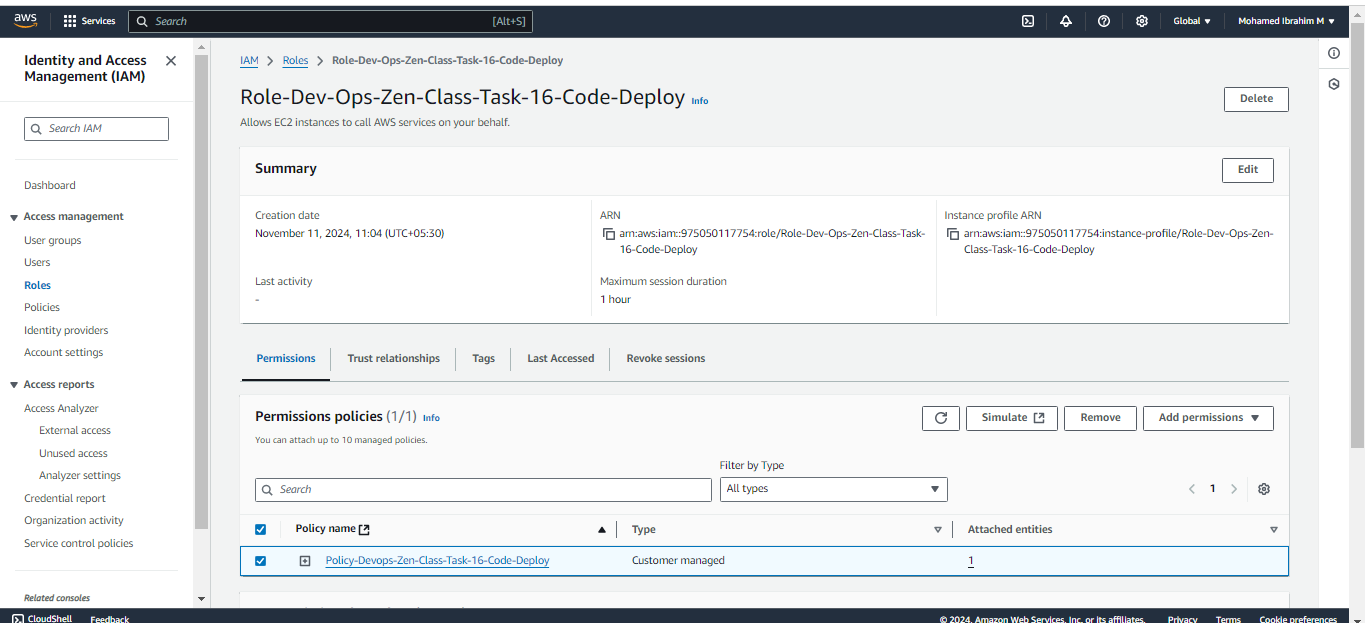 aws
Services
Search
[Alt+S]
Global
Mohamed Ibrahim M
Identity and Access
Management (IAM)
Search IAM
Dashboard
Access management
User groups
Users
Roles
Policies
Identity providers
Account settings
Access reports
Access Analyzer
External access
Unused access
Analyzer settings
Credential report
Organization activity
Service control policies
Related consoles
IAM > Roles > Role-Dev-Ops-Zen-Class-Task-16-Code-Deploy
Role-Dev-Ops-Zen-Class-Task-16-Code-Deploy Info
Delete
Allows EC2 instances to call AWS services on your behalf.
Summary
Edit
Creation date
November 11, 2024, 11:04 (UTC+05:30)
Last activity
-
ARN
arn:aws:iam::975050117754:role/Role-Dev-Ops-Zen-Class-Task-
16-Code-Deploy
Maximum session duration
1 hour
Instance profile ARN
arn:aws:iam::975050117754:instance-profile/Role-Dev-Ops-Zen-
Class-Task-16-Code-Deploy
Permissions
Trust relationships
Tags
Last Accessed
Revoke sessions
Permissions policies (1/1) Info
Simulate
Remove
Add permissions
You can attach up to 10 managed policies.
Filter by Type
Search
All types
1
Policy name
Type
Attached entities
Policy-Devops-Zen-Class-Task-16-Code-Deploy
Customer managed
1
CloudShell
Feedback
© 2024, Amazon Web Services, Inc. or its affiliates.
Privacy
Terms
Cookie preferences